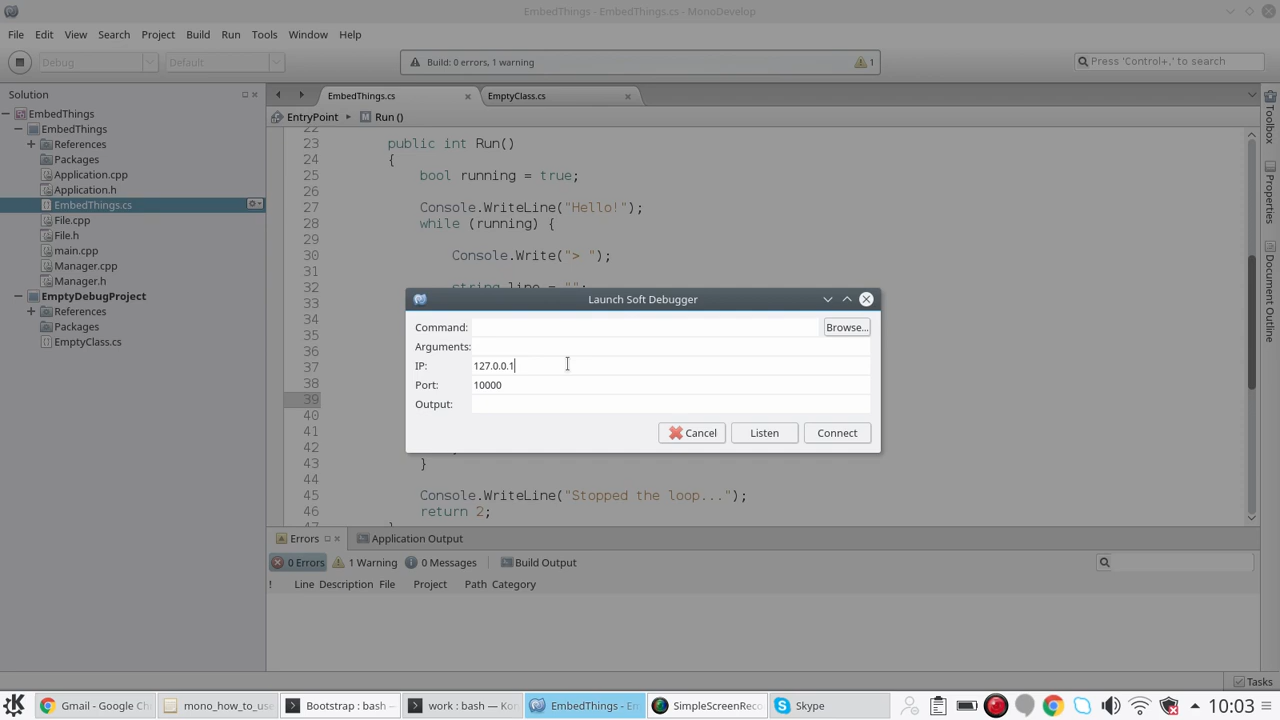 EmbedThings - EmbedThings.cs - MonoDevelop
File Edit View Search Project Build Run Tools Window Help
Debug Default Build: 0 errors, 1 warning 1 Press 'Control+,' to search
Solution
EmbedThings
EmbedThings
References
Packages
Application.cpp
Application.h
EmbedThings.cs
File.cpp
File.h
main.cpp
Manager.cpp
Manager.h
EmptyDebugProject
References
Packages
EmptyClass.cs
EmbedThings.cs EmptyClass.cs
EntryPoint Run ()
22
23 public int Run()
24 {
25 bool running = true;
26
27 Console.WriteLine("Hello!");
28 while (running) {
29
30 Console.Write("> ");
31
32 string line = "";
33
34
35
36
37
38
39
40
41
42
43 }
44
45 Console.WriteLine("Stopped the loop...");
46 return 2;
47
Launch Soft Debugger
Command: Browse...
Arguments:
IP: 127.0.0.1
Port: 10000
Output:
Cancel Listen Connect
Toolbox
Properties
Document Outline
Errors Application Output
0 Errors 1 Warning 0 Messages Build Output
! Line Description File Project Path Category
Tasks
Gmail - Google Ch mono_how_to_use Bootstrap : bash — work : bash — Kon EmbedThings - Em SimpleScreenReco Skype 10:03